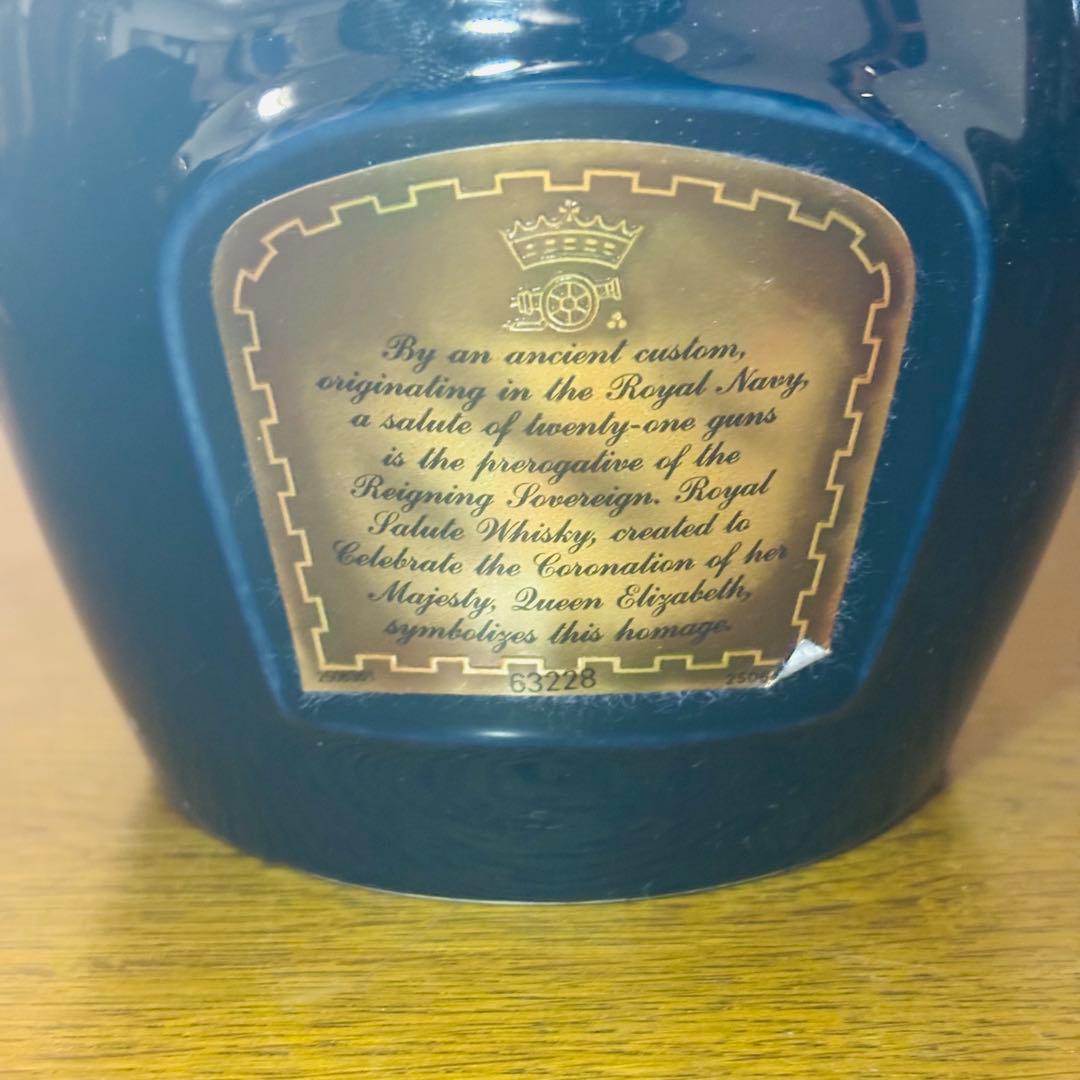 By an ancient custom,
originating in the Royal Navy,
a salute of twenty-one guns
is the prerogative of the
Reigning Sovereign. Royal
Salute Whisky, created to
Celebrate the Coronation of her
Majesty, Queen Elizabeth,
symbolizes this homage.
63228